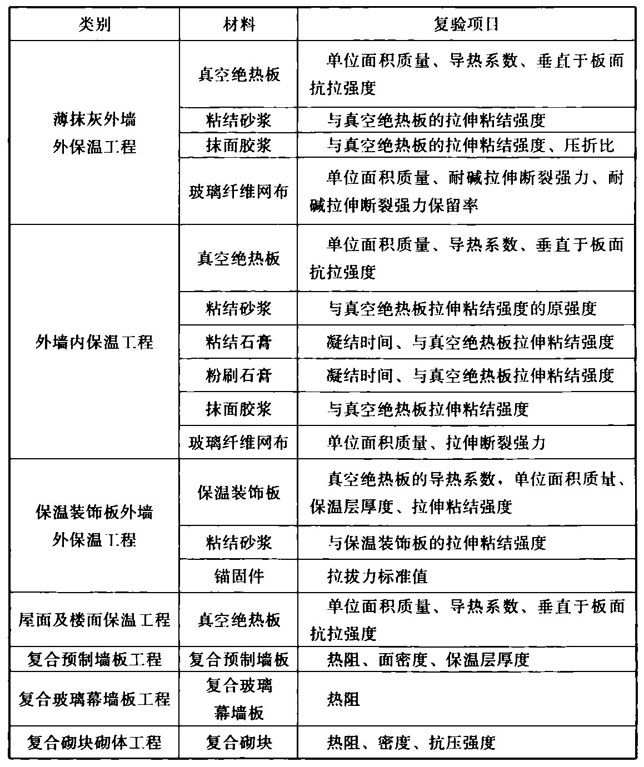 类别 材料 复验项目
薄抹灰外墙
外保温工程
真空绝热板
单位面积质量、导热系数、垂直于板面
抗拉强度
粘结砂浆 与真空绝热板的拉伸粘结强度
抹面胶浆 与真空绝热板的拉伸粘结强度、压折比
玻璃纤维网布
单位面积质量、耐碱拉伸断裂强力、耐
碱拉伸断裂强力保留率
外墙内保温工程
真空绝热板
单位面积质量、导热系数、垂直于板面
抗拉强度
粘结砂浆 与真空绝热板拉伸粘结强度的原强度
粘结石膏 凝结时间、与真空绝热板拉伸粘结强度
粉刷石膏 凝结时间、与真空绝热板拉伸粘结强度
抹面胶浆 与真空绝热板拉伸粘结强度
玻璃纤维网布 单位面积质量、拉伸断裂强力
保温装饰板外墙
外保温工程
保温装饰板
真空绝热板的导热系数，单位面积质量、
保温层厚度、拉伸粘结强度
粘结砂浆 与保温装饰板的拉伸粘结强度
锚固件 拉拔力标准值
屋面及楼面保温工程 真空绝热板
单位面积质量、导热系数、垂直于板面
抗拉强度
复合预制墙板工程 复合预制墙板 热阻、面密度、保温层厚度
复合玻璃幕墙板工程
复合玻璃
幕墙板
热阻
复合砌块砌体工程 复合砌块 热阻、密度、抗压强度